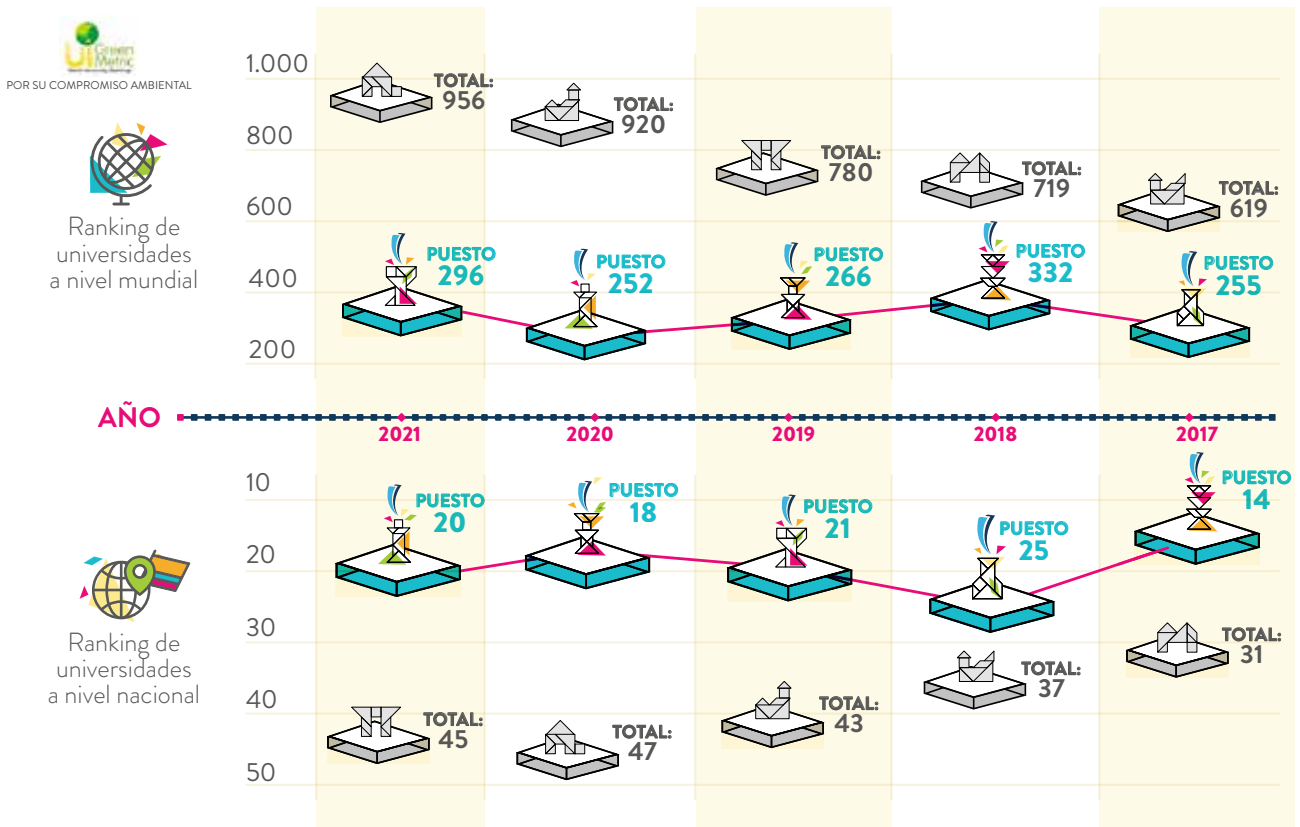 UI Green
Metric
POR SU COMPROMISO AMBIENTAL
Ranking de
universidades
a nivel mundial
1.000
800
600
400
200
TOTAL:
956
TOTAL:
920
TOTAL:
780
TOTAL:
719
TOTAL:
619
PUESTO
296
PUESTO
252
PUESTO
266
PUESTO
332
PUESTO
255
AÑO
2021
2020
2019
2018
2017
Ranking de
universidades
a nivel nacional
10
20
30
40
50
PUESTO
20
PUESTO
18
PUESTO
21
PUESTO
25
PUESTO
14
TOTAL:
45
TOTAL:
47
TOTAL:
43
TOTAL:
37
TOTAL:
31